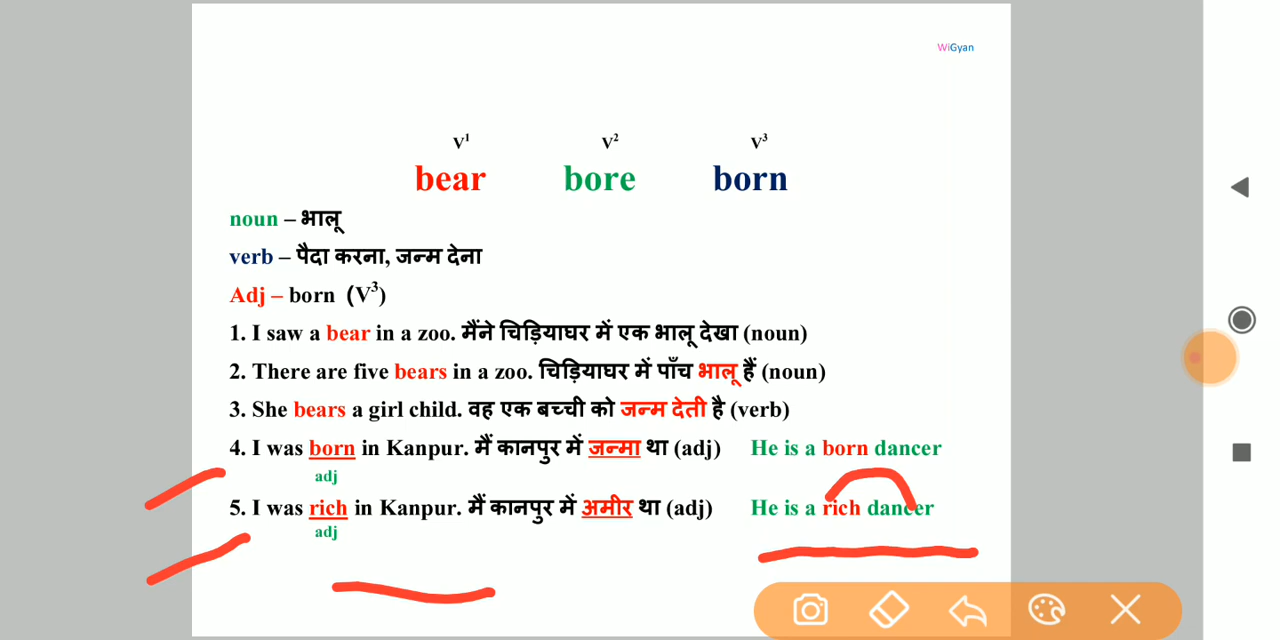 WiGyan
V1 V2 V3
bear bore born
noun – भालू
verb – पैदा करना, जन्म देना
Adj – born (V3)
1. I saw a bear in a zoo. मैंने चिड़ियाघर में एक भालू देखा (noun)
2. There are five bears in a zoo. चिड़ियाघर में पाँच भालू हैं (noun)
3. She bears a girl child. वह एक बच्ची को जन्म देती है (verb)
4. I was born in Kanpur. मैं कानपुर में जन्मा था (adj) He is a born dancer
adj
5. I was rich in Kanpur. मैं कानपुर में अमीर था (adj) He is a rich dancer
adj